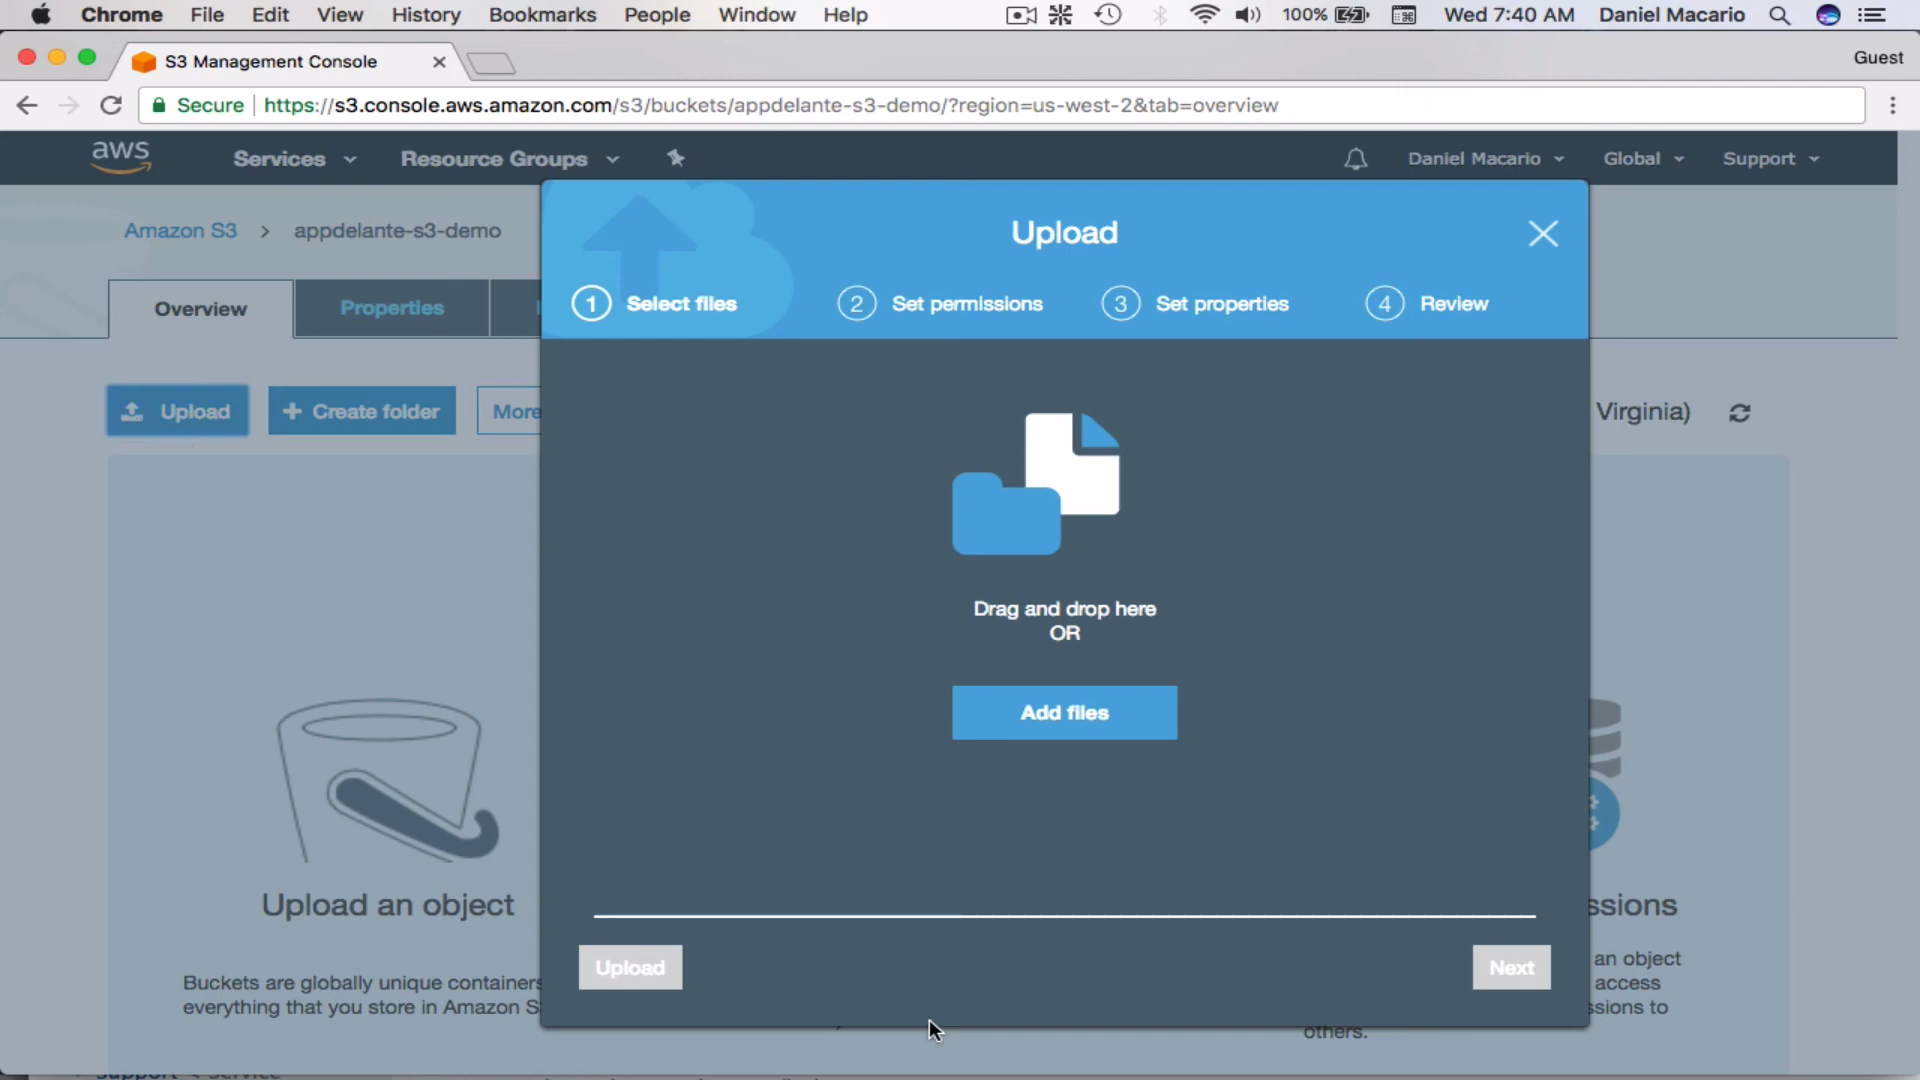 Chrome File Edit View History Bookmarks People Window Help 100% Wed 7:40 AM Daniel Macario
S3 Management Console
Guest
Secure https://s3.console.aws.amazon.com/s3/buckets/appdelante-s3-demo/?region=us-west-2&tab=overview
aws Services Resource Groups Daniel Macario Global Support
Amazon S3 > appdelante-s3-demo
Upload
1 Select files 2 Set permissions 3 Set properties 4 Review
Overview Properties
Upload + Create folder More
Virginia)
Drag and drop here
OR
Add files
Upload an object
ssions
Buckets are globally unique containers
everything that you store in Amazon S
an object
access
ssions to
others.
Upload Next